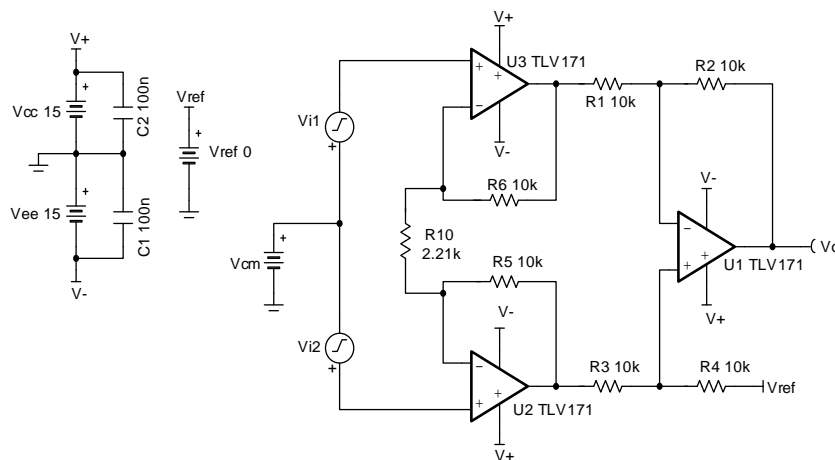 V+
Vcc 15
C2 100n
Vee 15
C1 100n
V-
Vref
Vref 0
Vi1
Vcm
Vi2
V+
U3 TLV171
V-
R6 10k
R10
2.21k
R5 10k
V-
U2 TLV171
V+
R1 10k
R2 10k
V-
U1 TLV171
V+
R3 10k
R4 10k
Vref